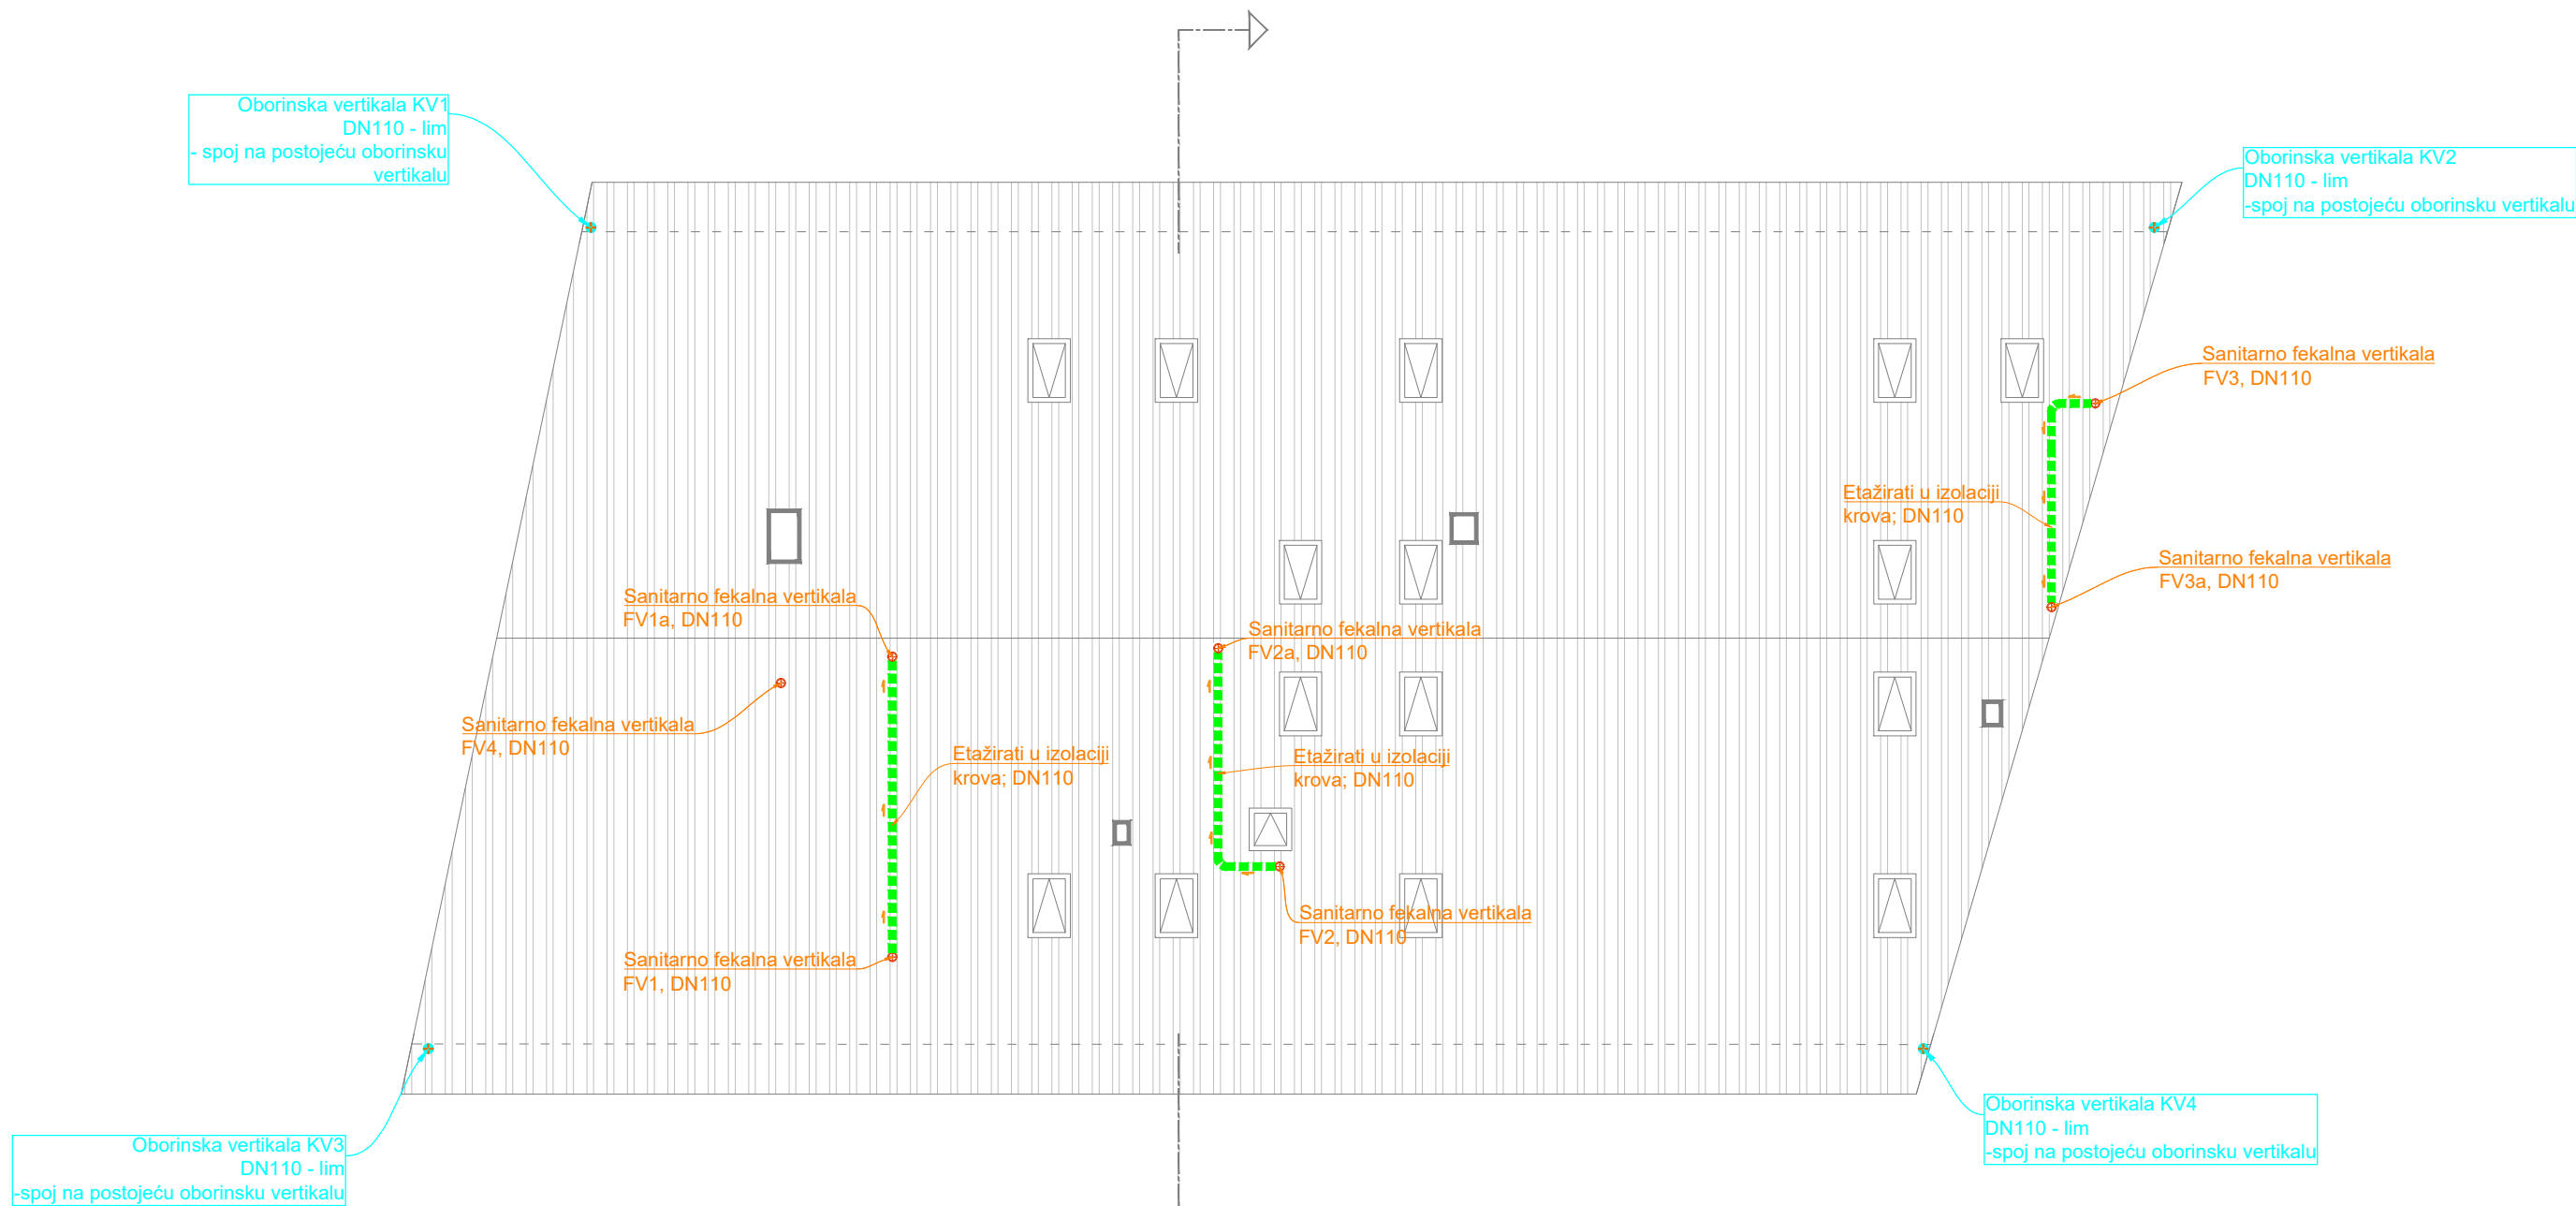 Oborinska vertikala KV1
DN110 - lim
- spoj na postojeću oborinsku
vertikalu
Oborinska vertikala KV2
DN110 - lim
-spoj na postojeću oborinsku vertikalu
Sanitarno fekalna vertikala
FV3, DN110
Etažirati u izolaciji
krova; DN110
Sanitarno fekalna vertikala
FV3a, DN110
Sanitarno fekalna vertikala
FV1a, DN110
Sanitarno fekalna vertikala
FV2a, DN110
Sanitarno fekalna vertikala
FV4, DN110
Etažirati u izolaciji
krova; DN110
Etažirati u izolaciji
krova; DN110
Sanitarno fekalna vertikala
FV2, DN110
Sanitarno fekalna vertikala
FV1, DN110
Oborinska vertikala KV4
DN110 - lim
-spoj na postojeću oborinsku vertikalu
Oborinska vertikala KV3
DN110 - lim
-spoj na postojeću oborinsku vertikalu